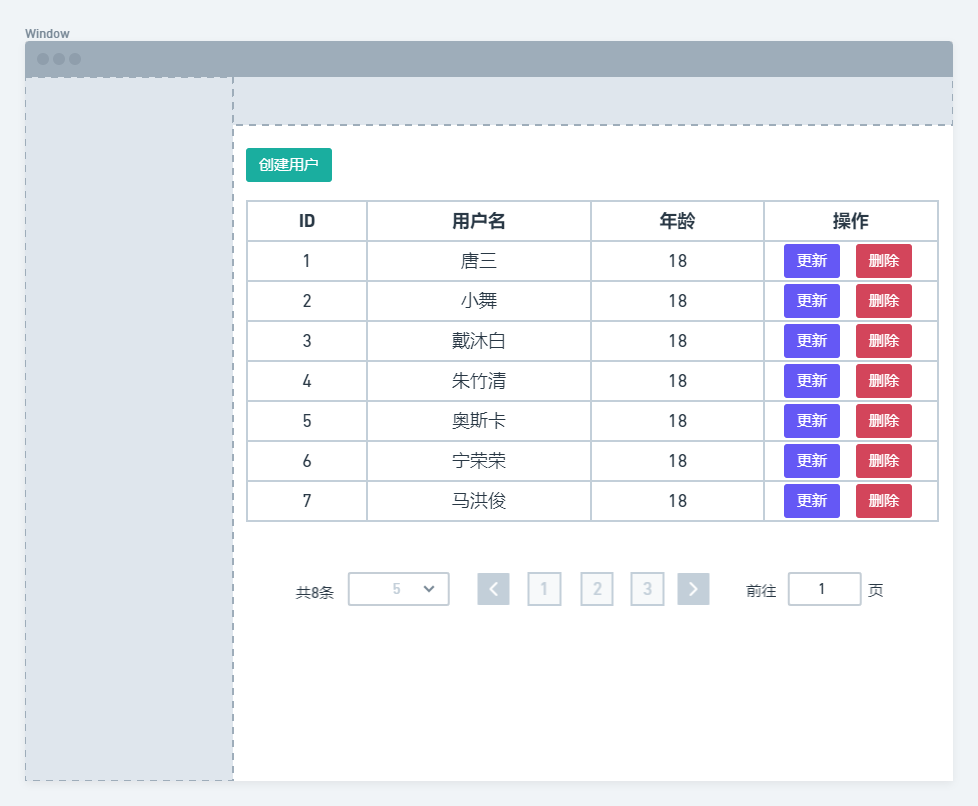 Window
创建用户
ID 用户名 年龄 操作
1 唐三 18 更新 删除
2 小舞 18 更新 删除
3 戴沐白 18 更新 删除
4 朱竹清 18 更新 删除
5 奥斯卡 18 更新 删除
6 宁荣荣 18 更新 删除
7 马洪俊 18 更新 删除
共8条 5 1 2 3 前往 1 页